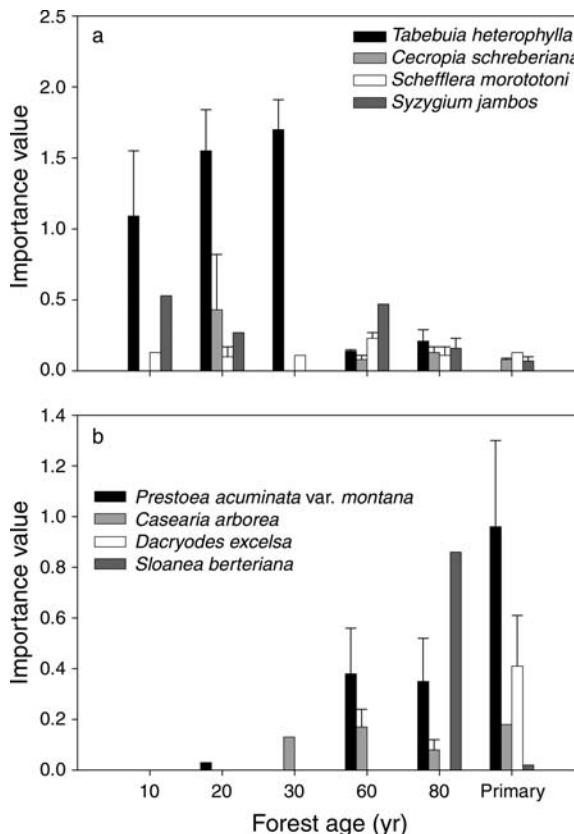 a
Tabebuia heterophylla
Cecropia schreberiana
Schefflera morototoni
Syzygium jambos
Importance value
2.5
2.0
1.5
1.0
0.5
0.0
b
Prestoea acuminata var. montana
Casearia arborea
Dacryodes excelsa
Sloanea berteriana
Importance value
1.4
1.2
1.0
0.8
0.6
0.4
0.2
0.0
10 20 30 60 80 Primary
Forest age (yr)